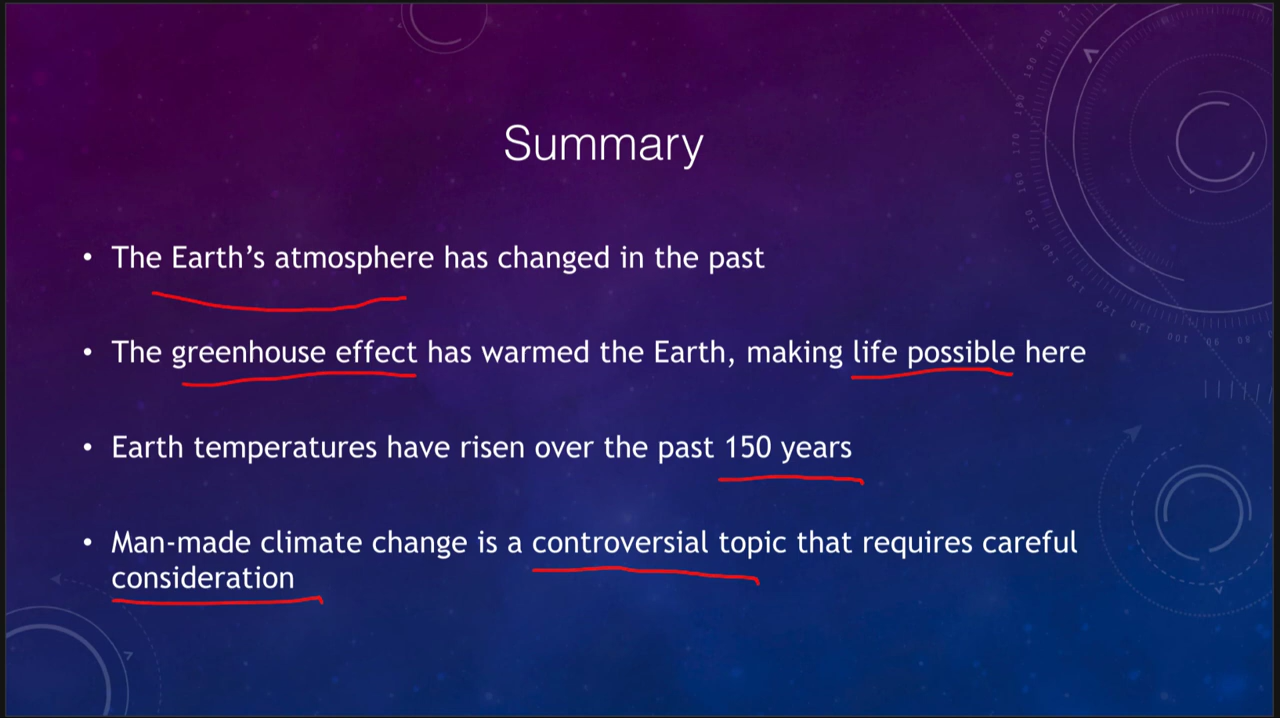 Summary
• The Earth’s atmosphere has changed in the past
• The greenhouse effect has warmed the Earth, making life possible here
• Earth temperatures have risen over the past 150 years
• Man-made climate change is a controversial topic that requires careful
consideration